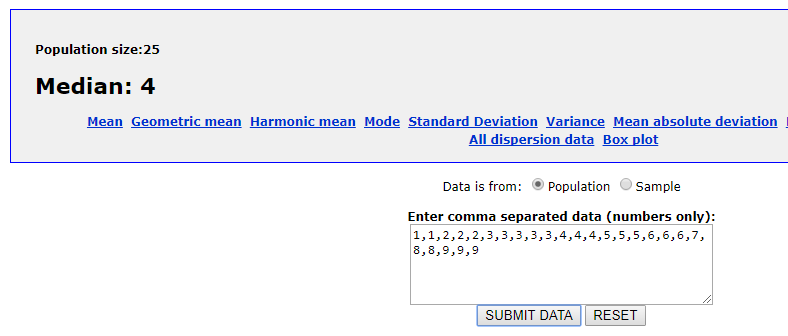 Population size:25
Median: 4
Mean Geometric mean Harmonic mean Mode Standard Deviation Variance Mean absolute deviation
All dispersion data Box plot
Data is from: Population Sample
Enter comma separated data (numbers only):
1,1,2,2,2,3,3,3,3,3,4,4,4,5,5,5,6,6,6,7,
8,8,9,9,9
SUBMIT DATA RESET